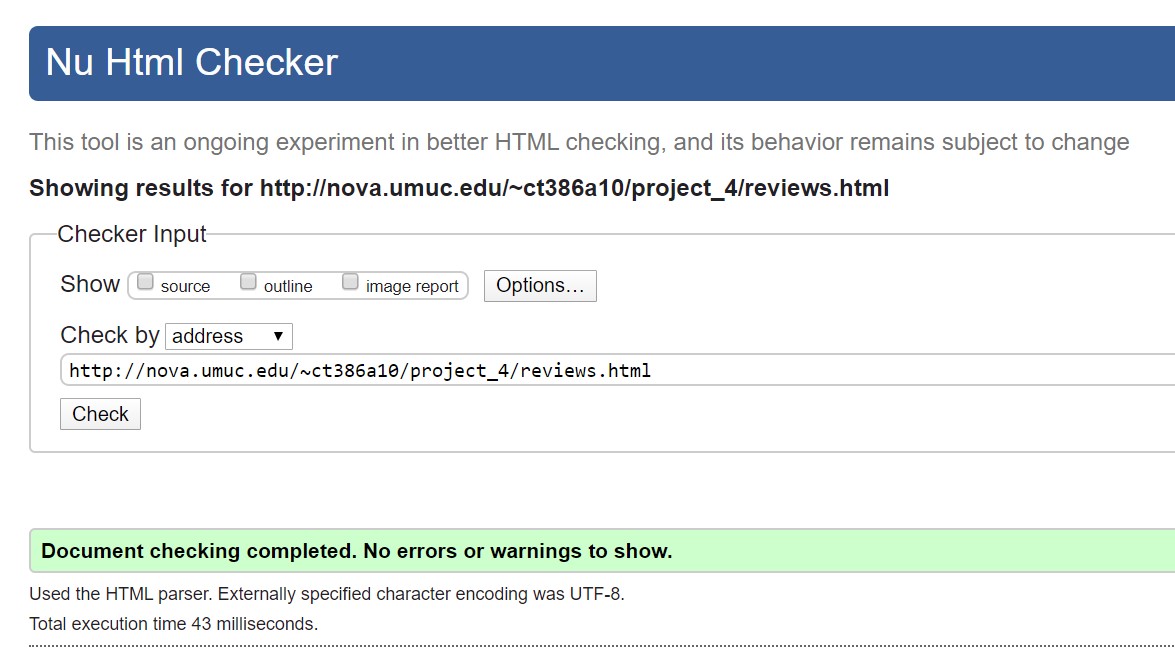 Nu Html Checker
This tool is an ongoing experiment in better HTML checking, and its behavior remains subject to change
Showing results for http://nova.umuc.edu/~ct386a10/project_4/reviews.html
Checker Input
Show source outline image report Options...
Check by address
http://nova.umuc.edu/~ct386a10/project_4/reviews.html
Check
Document checking completed. No errors or warnings to show.
Used the HTML parser. Externally specified character encoding was UTF-8.
Total execution time 43 milliseconds.